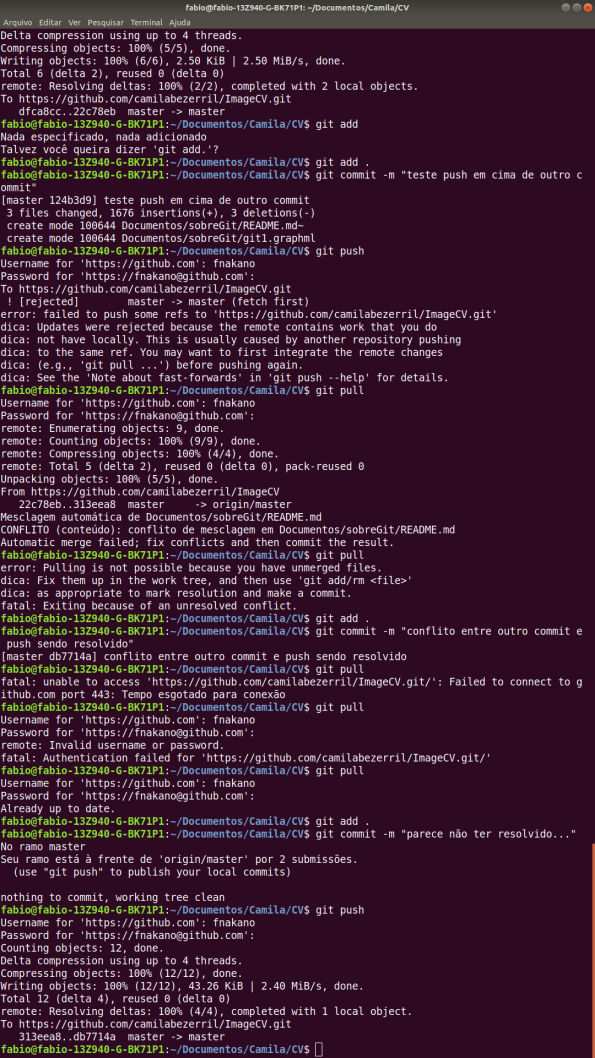 fabio@fabio-13Z940-G-BK71P1: ~/Documentos/Camila/CV
Arquivo Editar Ver Pesquisar Terminal Ajuda
Delta compression using up to 4 threads.
Compressing objects: 100% (5/5), done.
Writing objects: 100% (6/6), 2.50 KiB | 2.50 MiB/s, done.
Total 6 (delta 2), reused 0 (delta 0)
remote: Resolving deltas: 100% (2/2), completed with 2 local objects.
To https://github.com/camilabezerril/ImageCV.git
   dfca8cc..22c78eb  master -> master
fabio@fabio-13Z940-G-BK71P1:~/Documentos/Camila/CV$ git add
Nada especificado, nada adicionado
Talvez você queira dizer 'git add.'?
fabio@fabio-13Z940-G-BK71P1:~/Documentos/Camila/CV$ git add .
fabio@fabio-13Z940-G-BK71P1:~/Documentos/Camila/CV$ git commit -m "teste push em cima de outro c
ommit"
[master 124b3d9] teste push em cima de outro commit
 3 files changed, 1676 insertions(+), 3 deletions(-)
 create mode 100644 Documentos/sobreGit/README.md~
 create mode 100644 Documentos/sobreGit/git1.graphml
fabio@fabio-13Z940-G-BK71P1:~/Documentos/Camila/CV$ git push
Username for 'https://github.com': fnakano
Password for 'https://fnakano@github.com':
To https://github.com/camilabezerril/ImageCV.git
 ! [rejected]        master -> master (fetch first)
error: failed to push some refs to 'https://github.com/camilabezerril/ImageCV.git'
dica: Updates were rejected because the remote contains work that you do
dica: not have locally. This is usually caused by another repository pushing
dica: to the same ref. You may want to first integrate the remote changes
dica: (e.g., 'git pull ...') before pushing again.
dica: See the 'Note about fast-forwards' in 'git push --help' for details.
fabio@fabio-13Z940-G-BK71P1:~/Documentos/Camila/CV$ git pull
Username for 'https://github.com': fnakano
Password for 'https://fnakano@github.com':
remote: Enumerating objects: 9, done.
remote: Counting objects: 100% (9/9), done.
remote: Compressing objects: 100% (4/4), done.
remote: Total 5 (delta 2), reused 0 (delta 0), pack-reused 0
Unpacking objects: 100% (5/5), done.
From https://github.com/camilabezerril/ImageCV
   22c78eb..313eea8  master     -> origin/master
Mesclagem automática de Documentos/sobreGit/README.md
CONFLITO (conteúdo): conflito de mesclagem em Documentos/sobreGit/README.md
Automatic merge failed; fix conflicts and then commit the result.
fabio@fabio-13Z940-G-BK71P1:~/Documentos/Camila/CV$ git pull
error: Pulling is not possible because you have unmerged files.
dica: Fix them up in the work tree, and then use 'git add/rm <file>'
dica: as appropriate to mark resolution and make a commit.
fatal: Exiting because of an unresolved conflict.
fabio@fabio-13Z940-G-BK71P1:~/Documentos/Camila/CV$ git add .
fabio@fabio-13Z940-G-BK71P1:~/Documentos/Camila/CV$ git commit -m "conflito entre outro commit e
 push sendo resolvido"
[master db7714a] conflito entre outro commit e push sendo resolvido
fabio@fabio-13Z940-G-BK71P1:~/Documentos/Camila/CV$ git pull
fatal: unable to access 'https://github.com/camilabezerril/ImageCV.git/': Failed to connect to g
ithub.com port 443: Tempo esgotado para conexão
fabio@fabio-13Z940-G-BK71P1:~/Documentos/Camila/CV$ git pull
Username for 'https://github.com': fnakano
Password for 'https://fnakano@github.com':
remote: Invalid username or password.
fatal: Authentication failed for 'https://github.com/camilabezerril/ImageCV.git/'
fabio@fabio-13Z940-G-BK71P1:~/Documentos/Camila/CV$ git pull
Username for 'https://github.com': fnakano
Password for 'https://fnakano@github.com':
Already up to date.
fabio@fabio-13Z940-G-BK71P1:~/Documentos/Camila/CV$ git add .
fabio@fabio-13Z940-G-BK71P1:~/Documentos/Camila/CV$ git commit -m "parece não ter resolvido..."
No ramo master
Seu ramo está à frente de 'origin/master' por 2 submissões.
  (use "git push" to publish your local commits)
nothing to commit, working tree clean
fabio@fabio-13Z940-G-BK71P1:~/Documentos/Camila/CV$ git push
Username for 'https://github.com': fnakano
Password for 'https://fnakano@github.com':
Counting objects: 12, done.
Delta compression using up to 4 threads.
Compressing objects: 100% (12/12), done.
Writing objects: 100% (12/12), 43.26 KiB | 2.40 MiB/s, done.
Total 12 (delta 4), reused 0 (delta 0)
remote: Resolving deltas: 100% (4/4), completed with 1 local object.
To https://github.com/camilabezerril/ImageCV.git
   313eea8..db7714a  master -> master
fabio@fabio-13Z940-G-BK71P1:~/Documentos/Camila/CV$